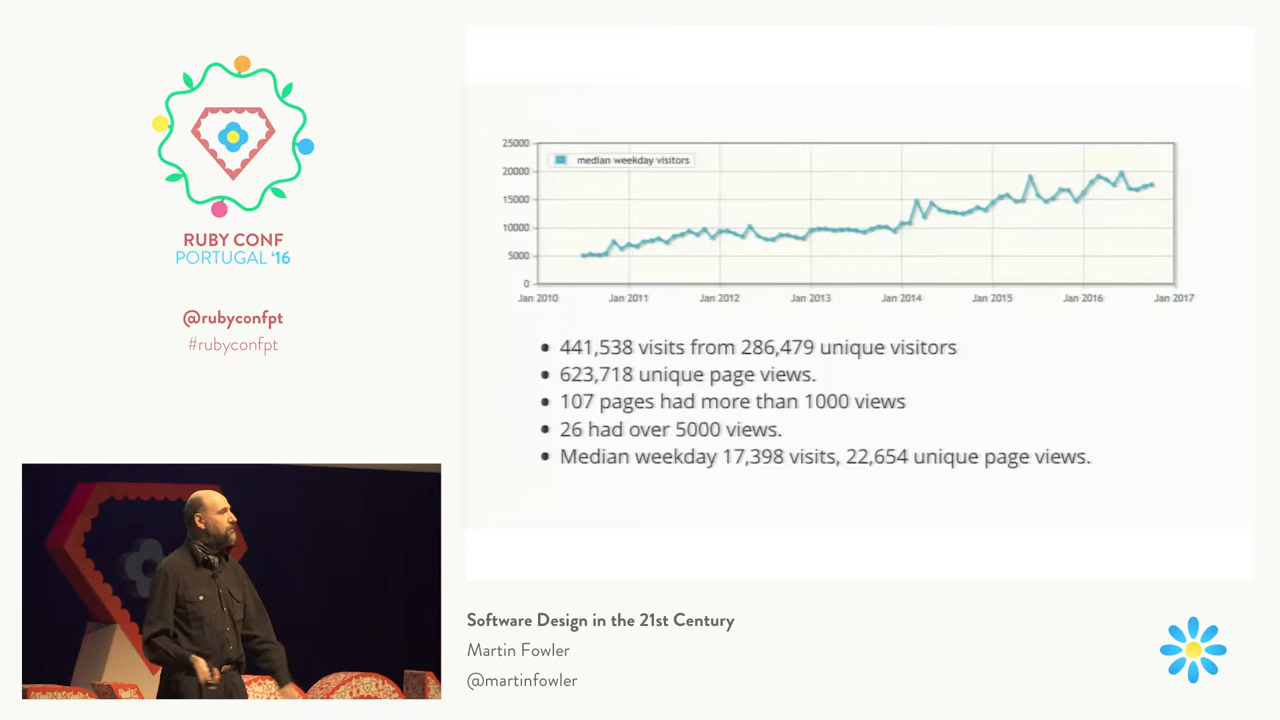 RUBY CONF
PORTUGAL '16
@rubyconfpt
#rubyconfpt
25000
20000
15000
10000
5000
0
median weekday visitors
Jan 2010 Jan 2011 Jan 2012 Jan 2013 Jan 2014 Jan 2015 Jan 2016 Jan 2017
• 441,538 visits from 286,479 unique visitors
• 623,718 unique page views.
• 107 pages had more than 1000 views
• 26 had over 5000 views.
• Median weekday 17,398 visits, 22,654 unique page views.
Software Design in the 21st Century
Martin Fowler
@martinfowler